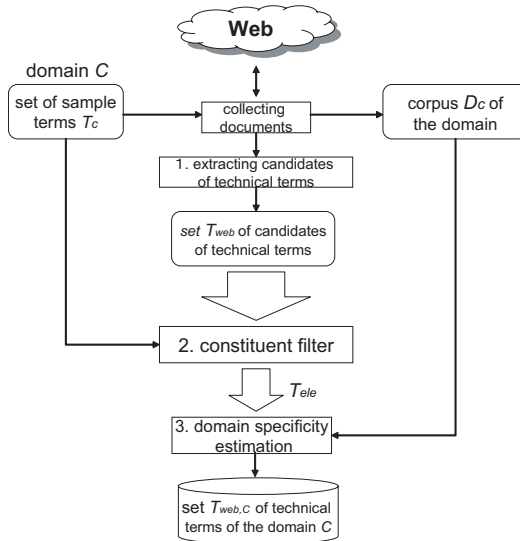 Web
domain C
set of sample
terms Tc
collecting
documents
corpus Dc of
the domain
1. extracting candidates
of technical terms
set Tweb of candidates
of technical terms
2. constituent filter
Tele
3. domain specificity
estimation
set Tweb,C of technical
terms of the domain C